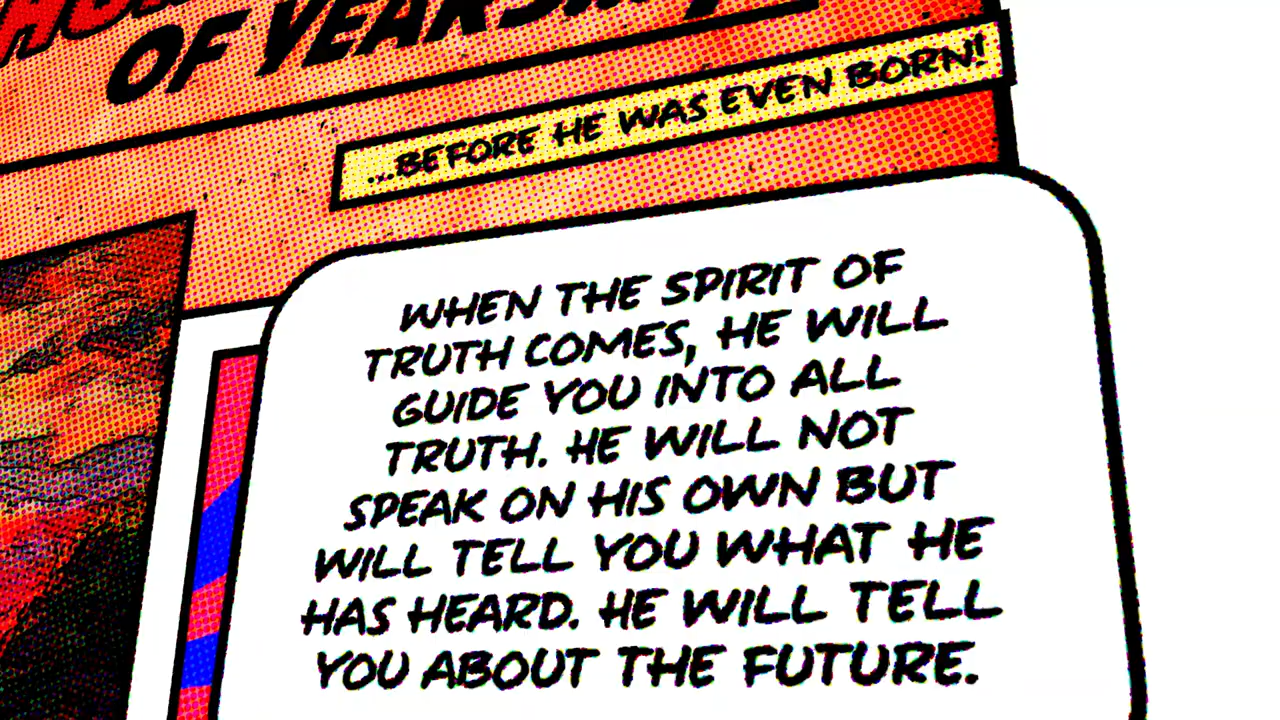 OF YEARS
...BEFORE HE WAS EVEN BORN!
WHEN THE SPIRIT OF
TRUTH COMES, HE WILL
GUIDE YOU INTO ALL
TRUTH. HE WILL NOT
SPEAK ON HIS OWN BUT
WILL TELL YOU WHAT HE
HAS HEARD. HE WILL TELL
YOU ABOUT THE FUTURE.